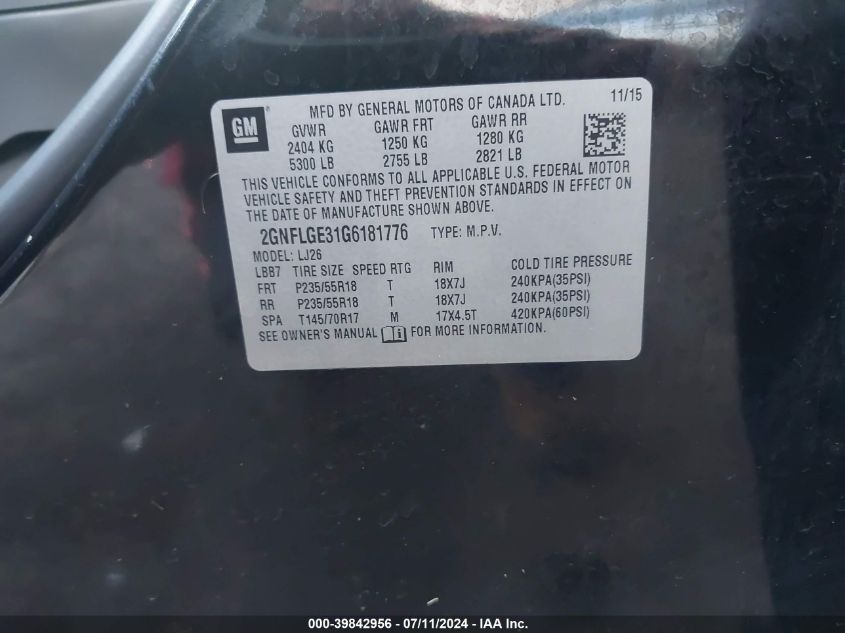 GM
MFD BY GENERAL MOTORS OF CANADA LTD. 11/15
GVWR GAWR FRT GAWR RR
2404 KG 1250 KG 1280 KG
5300 LB 2755 LB 2821 LB
THIS VEHICLE CONFORMS TO ALL APPLICABLE U.S. FEDERAL MOTOR
VEHICLE SAFETY AND THEFT PREVENTION STANDARDS IN EFFECT ON
THE DATE OF MANUFACTURE SHOWN ABOVE.
2GNFLGE31G6181776 TYPE: M.P.V.
MODEL: LJ26
LBB7 TIRE SIZE SPEED RTG RIM COLD TIRE PRESSURE
FRT P235/55R18 T 18X7J 240KPA(35PSI)
RR P235/55R18 T 18X7J 240KPA(35PSI)
SPA T145/70R17 M 17X4.5T 420KPA(60PSI)
SEE OWNER'S MANUAL FOR MORE INFORMATION.
000-39842956 - 07/11/2024 - IAA Inc.